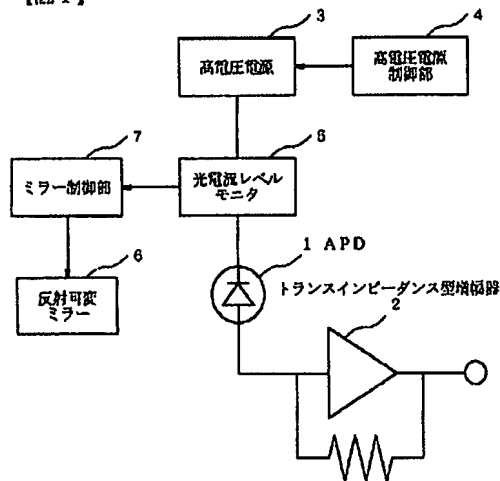 3
4
高電圧電源
高電圧電源
制御部
7
5
ミラー制御部
光電流レベル
モニタ
6
1 APD
反射可変
ミラー
トランスインピーダンス型増幅器
2